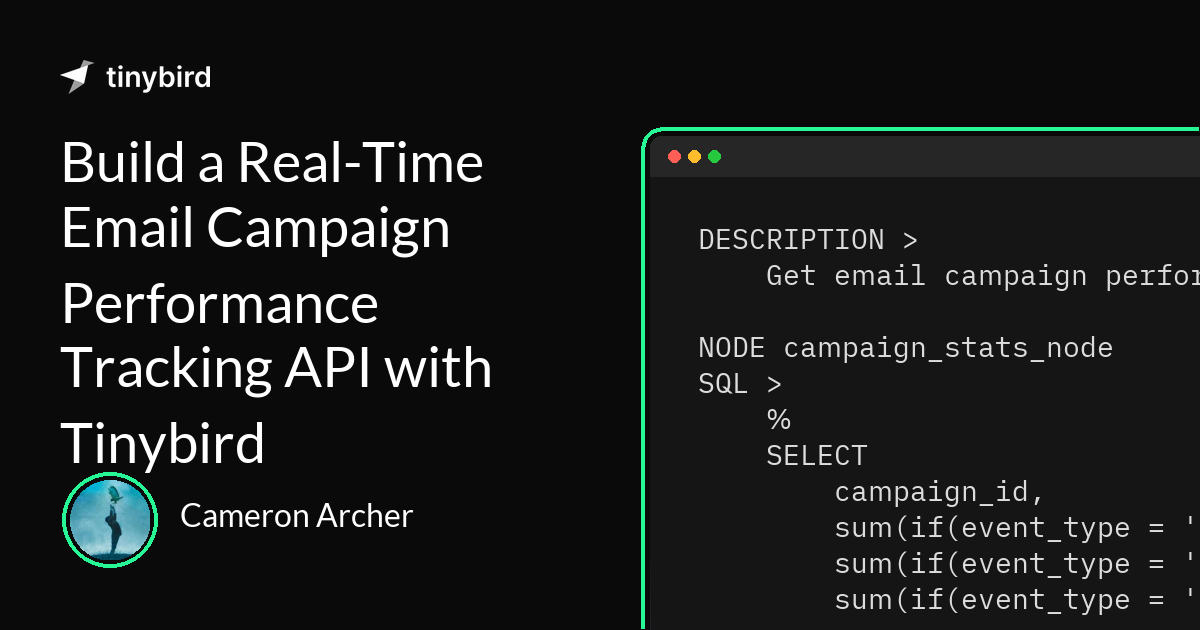 tinybird
Build a Real-Time
Email Campaign
Performance
Tracking API with
Tinybird
Cameron Archer
DESCRIPTION >
Get email campaign
NODE campaign_stats_node
SQL >
%
SELECT
campaign_id,
sum(if(event_type = '
sum(if(event_type = '
sum(if(event_type = '